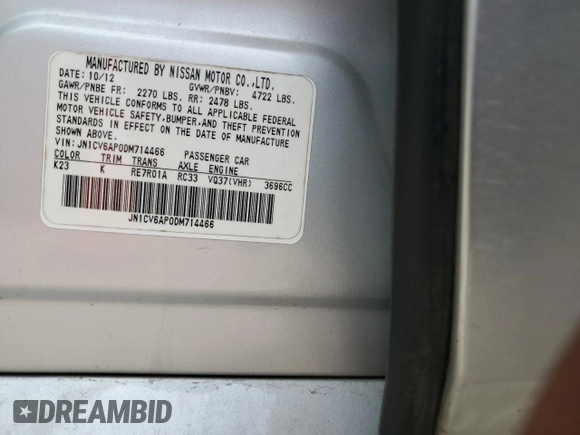 MANUFACTURED BY NISSAN MOTOR CO.,LTD.
DATE: 10/12 GVWR/PNBV: 4722 LBS.
GAWR/PNBE FR: 2270 LBS. RR: 2478 LBS.
THIS VEHICLE CONFORMS TO ALL APPLICABLE FEDERAL
MOTOR VEHICLE SAFETY,BUMPER,AND THEFT PREVENTION
STANDARDS IN EFFECT ON THE DATE OF MANUFACTURE
SHOWN ABOVE.
VIN: JN1CV6AP0DM714466 PASSENGER CAR
COLOR TRIM TRANS AXLE ENGINE
K23 K RE7R01A RC33 VQ37(VHR) 3696CC
JN1CV6AP0DM714466
DREAMBID